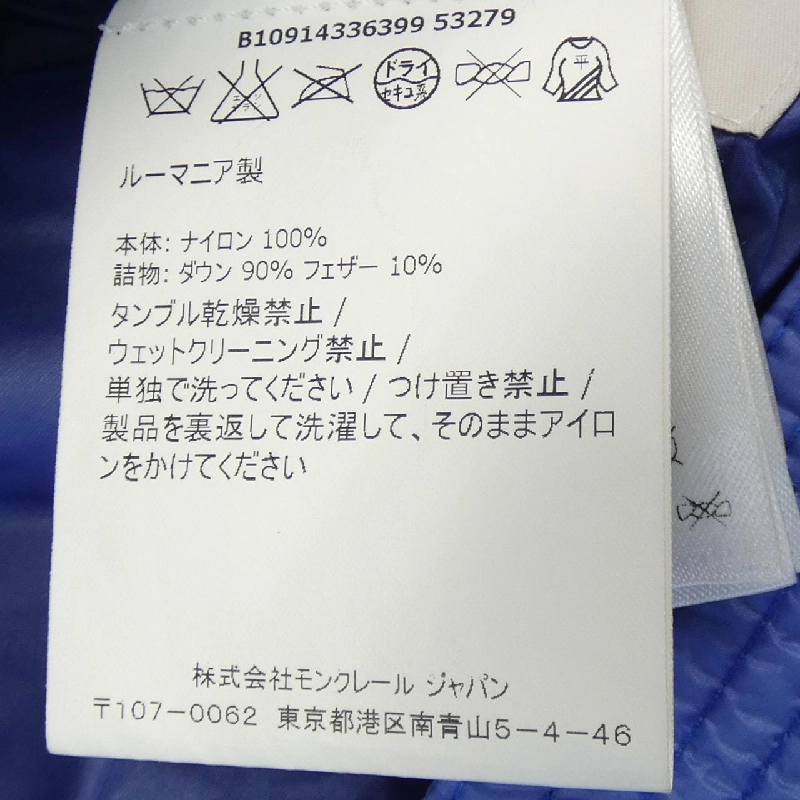 B10914336399 53279
ドライ 平
セキユ系
ルーマニア製
本体: ナイロン 100%
詰物: ダウン 90% フェザー 10%
タンブル乾燥禁止 /
ウェットクリーニング禁止 /
単独で洗ってください / つけ置き禁止 /
製品を裏返して洗濯して、そのままアイロ
ンをかけてください
株式会社モンクレール ジャパン
〒107-0062 東京都港区南青山5-4-46